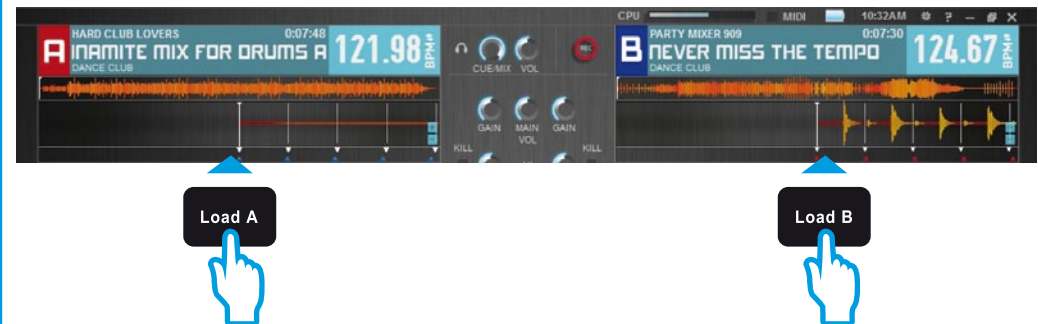 CPU MIDI 10:32AM ? – X
A HARD CLUB LOVERS 0:07:48
INAMITE MIX FOR DRUMS A 121.98 BPM
DANCE CLUB
CUE/MIX VOL
REC
B PARTY MIXER 909 0:07:30
NEVER MISS THE TEMPO 124.67 BPM
DANCE CLUB
GAIN MAIN VOL GAIN
KILL KILL
Load A
Load B